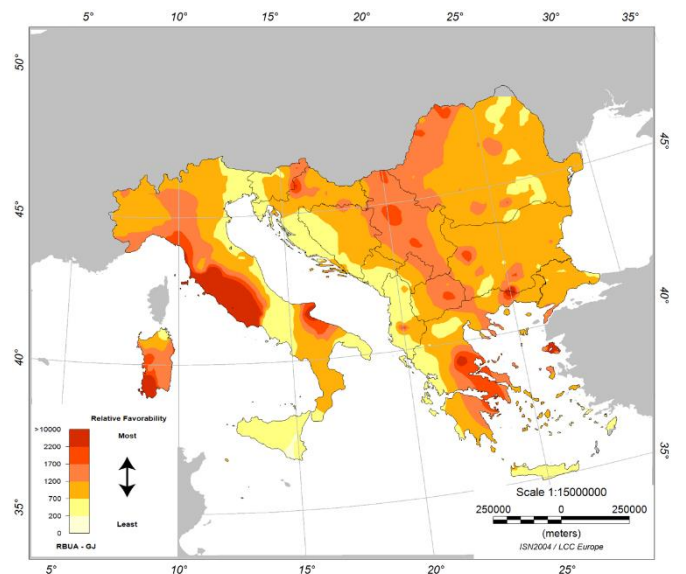 5° 10° 15° 20° 25° 30° 35°
50°
45°
40°
35°
45°
40°
35°
Relative Favorability
>10000
2200
1700
1200
700
200
0
Most
Least
RBUA - GJ
Scale 1:15000000
250000 0 250000
(meters)
ISN2004 / LCC Europe
5° 10° 15° 20° 25° 30°